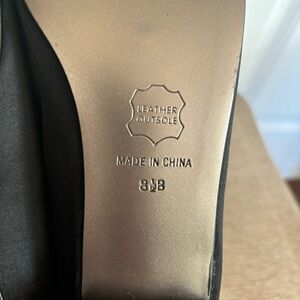 LEATHER
OUTSOLE
MADE IN CHINA
8½B